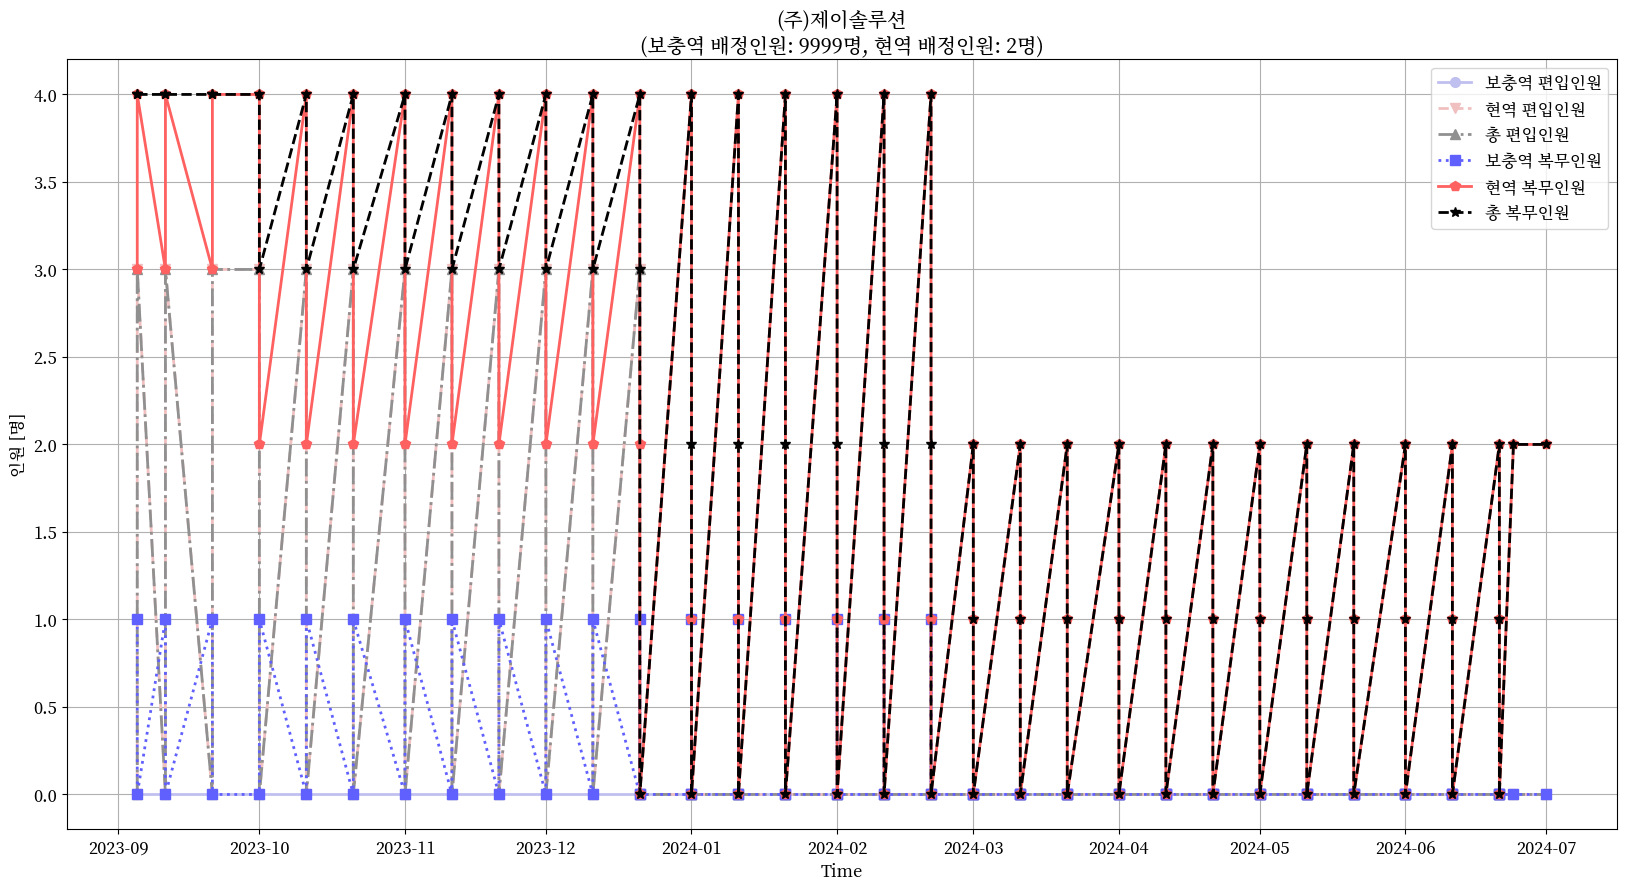 (주)제이솔루션
(보충역 배정인원: 9999명, 현역 배정인원: 2명)
보충역 편입인원
현역 편입인원
총 편입인원
보충역 복무인원
현역 복무인원
총 복무인원
인원 [명]
4.0
3.5
3.0
2.5
2.0
1.5
1.0
0.5
0.0
2023-09 2023-10 2023-11 2023-12 2024-01 2024-02 2024-03 2024-04 2024-05 2024-06 2024-07
Time